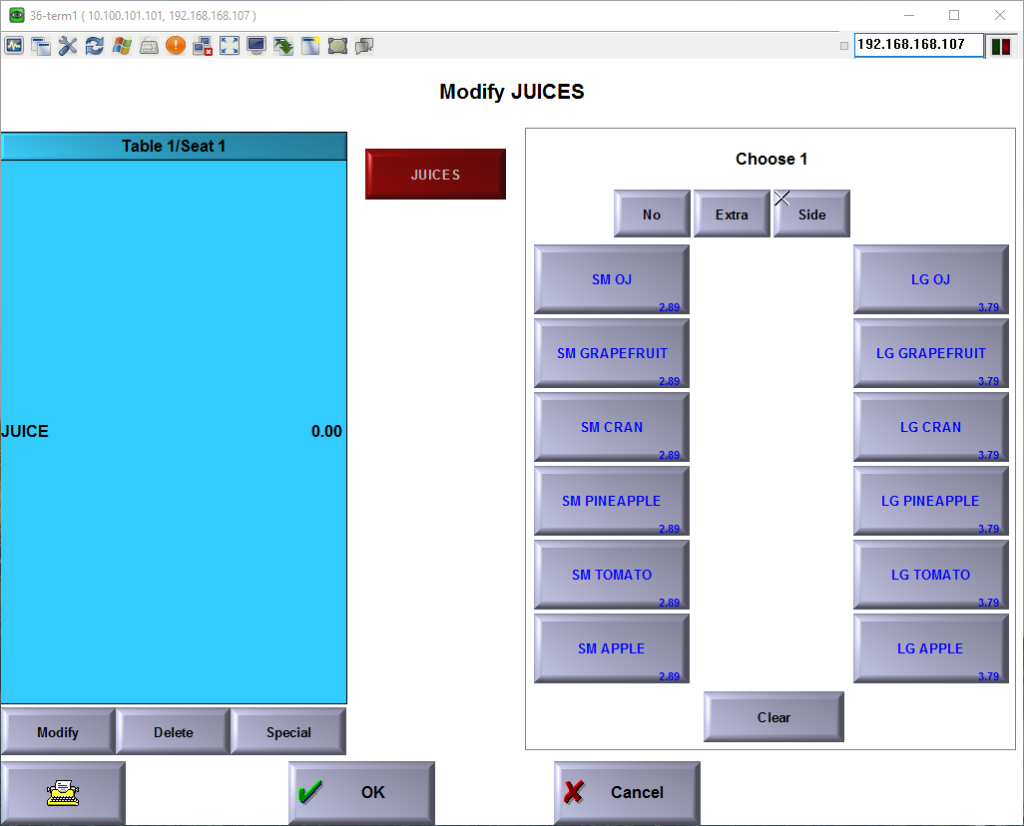 36-term1 ( 10.100.101.101, 192.168.168.107 )
192.168.168.107
Modify JUICES
Table 1/Seat 1
JUICE 0.00
JUICES
Choose 1
No Extra Side
SM OJ 2.89 LG OJ 3.79
SM GRAPEFRUIT 2.89 LG GRAPEFRUIT 3.79
SM CRAN 2.89 LG CRAN 3.79
SM PINEAPPLE 2.89 LG PINEAPPLE 3.79
SM TOMATO 2.89 LG TOMATO 3.79
SM APPLE 2.89 LG APPLE 3.79
Clear
Modify Delete Special
OK Cancel